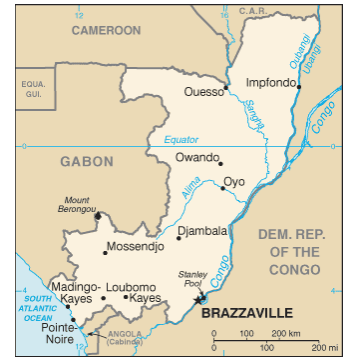 C.A.R.
12
16
CAMEROON
Oubangi
Ubangi
EQUA.
GUI.
Ouesso
Impfondo
Sangha
Congo
0
Equator
0
GABON
Owando
Oyo
Alima
Mount
Berongou
Djambala
Mossendjo
DEM. REP.
OF THE
CONGO
Stanley
Pool
Congo
4
4
Madingo-
Kayes
Loubomo
Kayes
BRAZZAVILLE
SOUTH
ATLANTIC
OCEAN
Pointe-
Noire
ANGOLA
(Cabinda)
12
0 100 200 km
0 100 200 mi